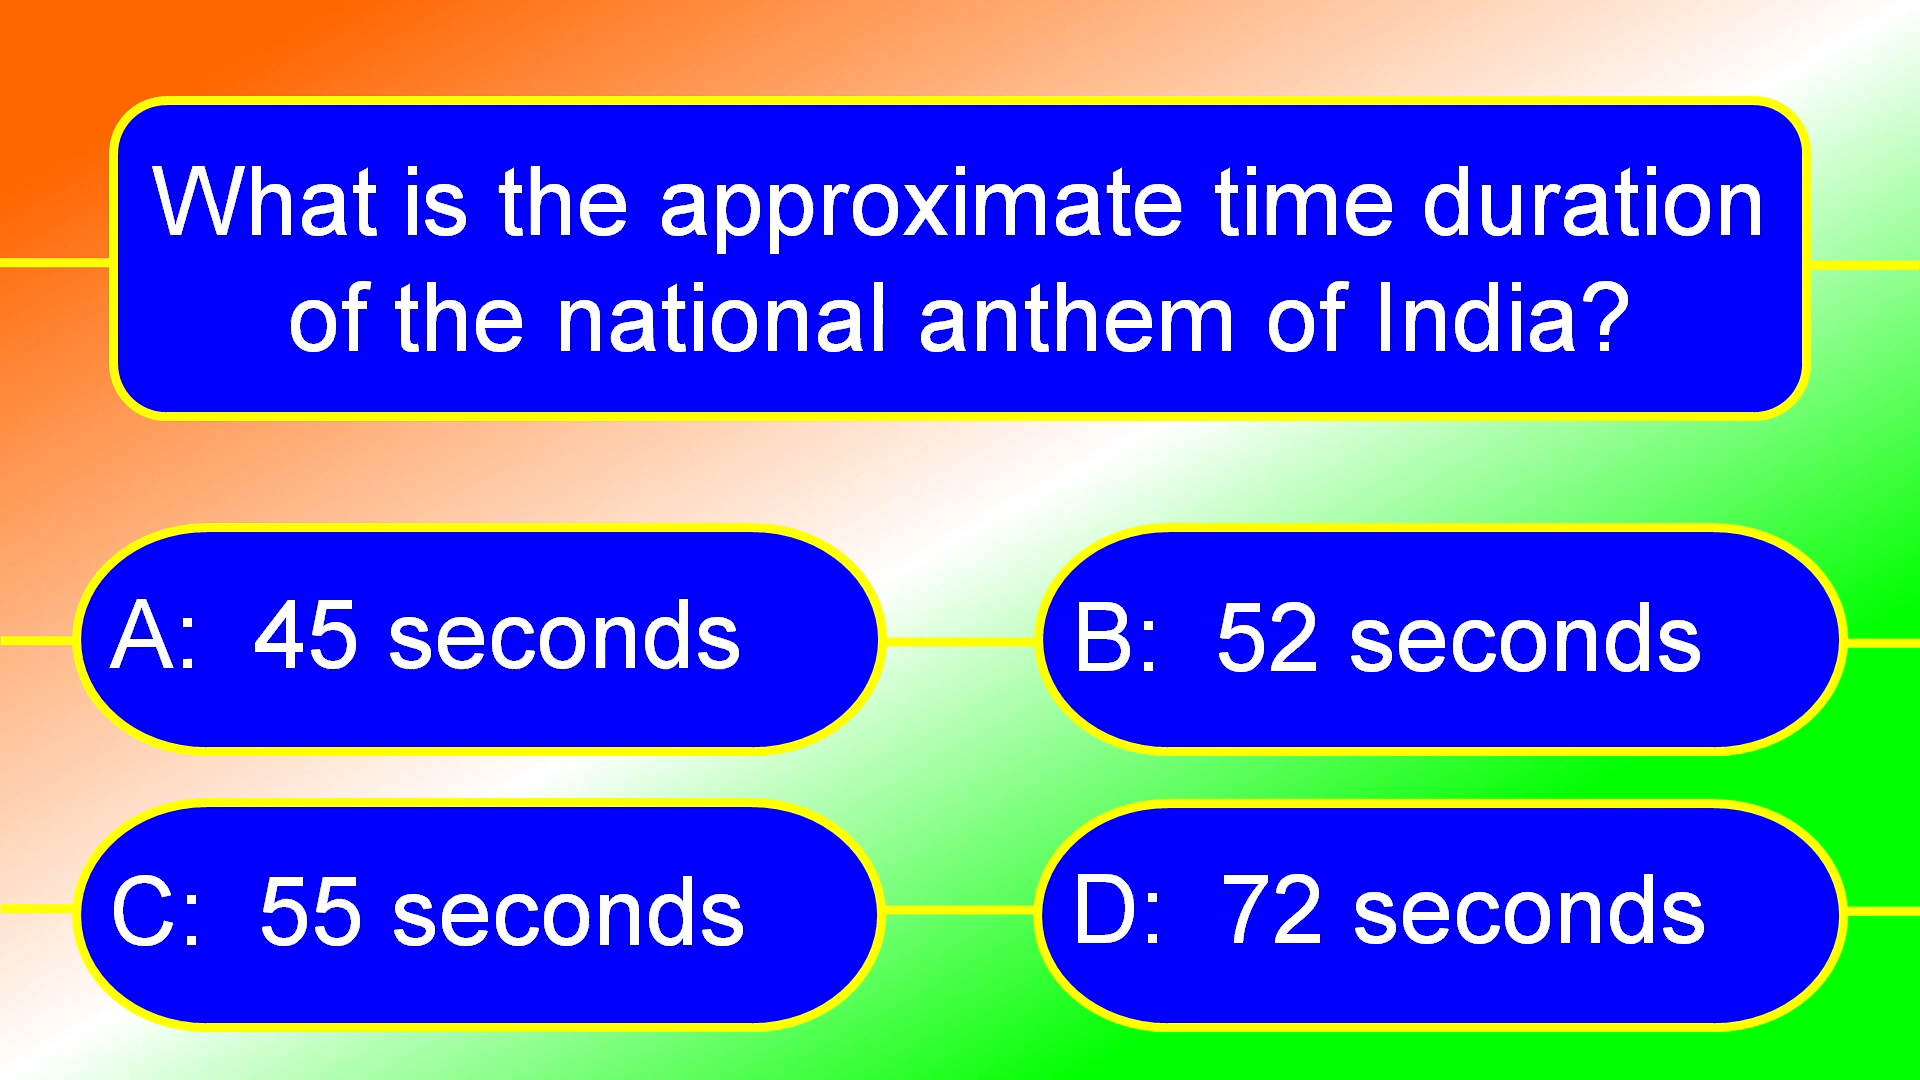 What is the approximate time duration
of the national anthem of India?
A: 45 seconds
B: 52 seconds
C: 55 seconds
D: 72 seconds